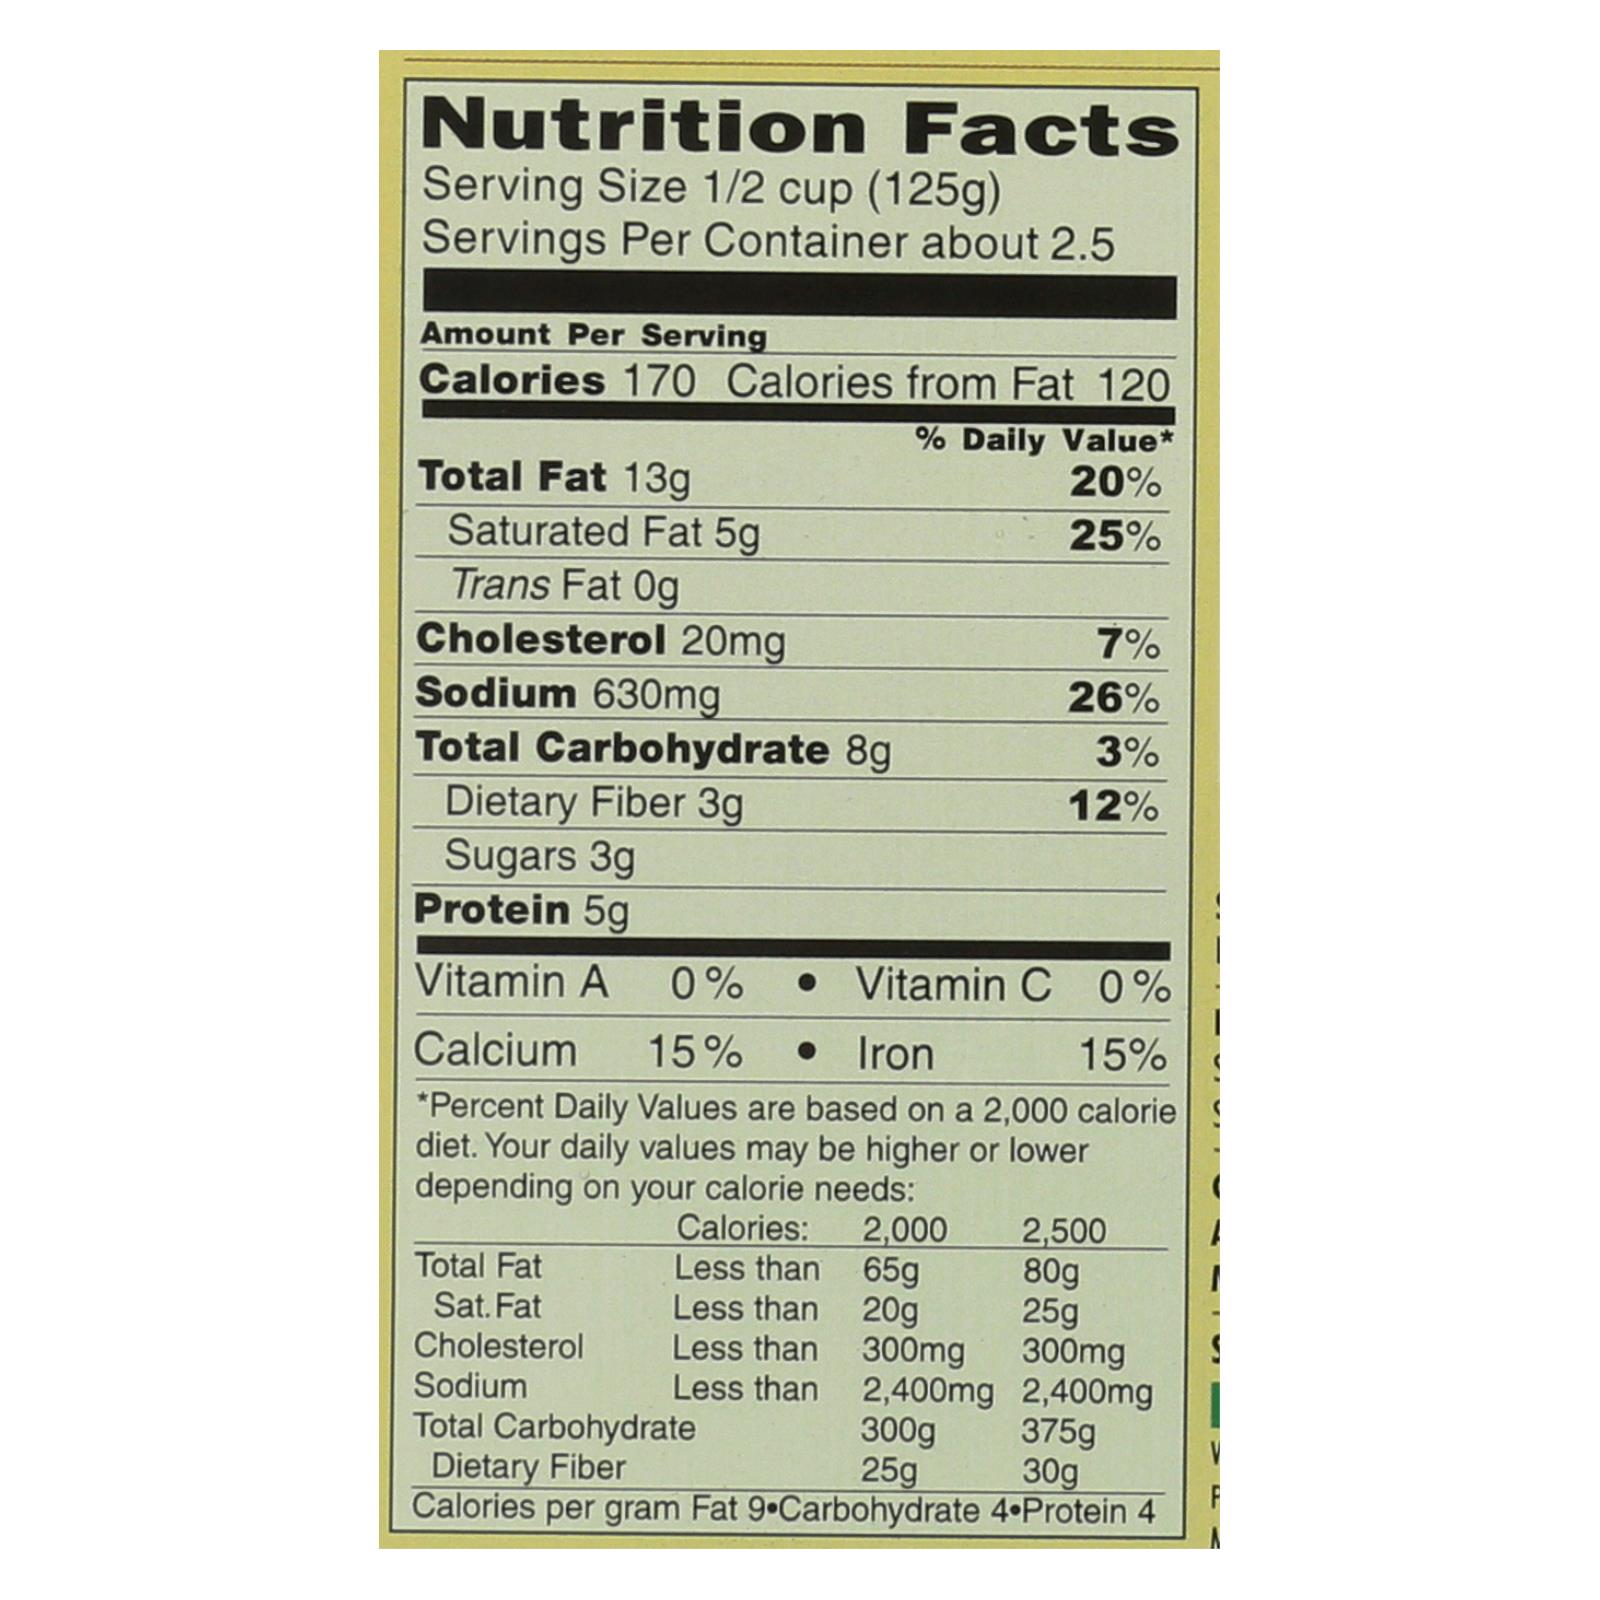 Nutrition Facts
Serving Size 1/2 cup (125g)
Servings Per Container about 2.5
Amount Per Serving
Calories 170 Calories from Fat 120
% Daily Value*
Total Fat 13g 20%
Saturated Fat 5g 25%
Trans Fat 0g
Cholesterol 20mg 7%
Sodium 630mg 26%
Total Carbohydrate 8g 3%
Dietary Fiber 3g 12%
Sugars 3g
Protein 5g
Vitamin A 0% • Vitamin C 0%
Calcium 15% • Iron 15%
*Percent Daily Values are based on a 2,000 calorie
diet. Your daily values may be higher or lower
depending on your calorie needs:
Calories: 2,000 2,500
Total Fat Less than 65g 80g
Sat. Fat Less than 20g 25g
Cholesterol Less than 300mg 300mg
Sodium Less than 2,400mg 2,400mg
Total Carbohydrate 300g 375g
Dietary Fiber 25g 30g
Calories per gram Fat 9•Carbohydrate 4•Protein 4